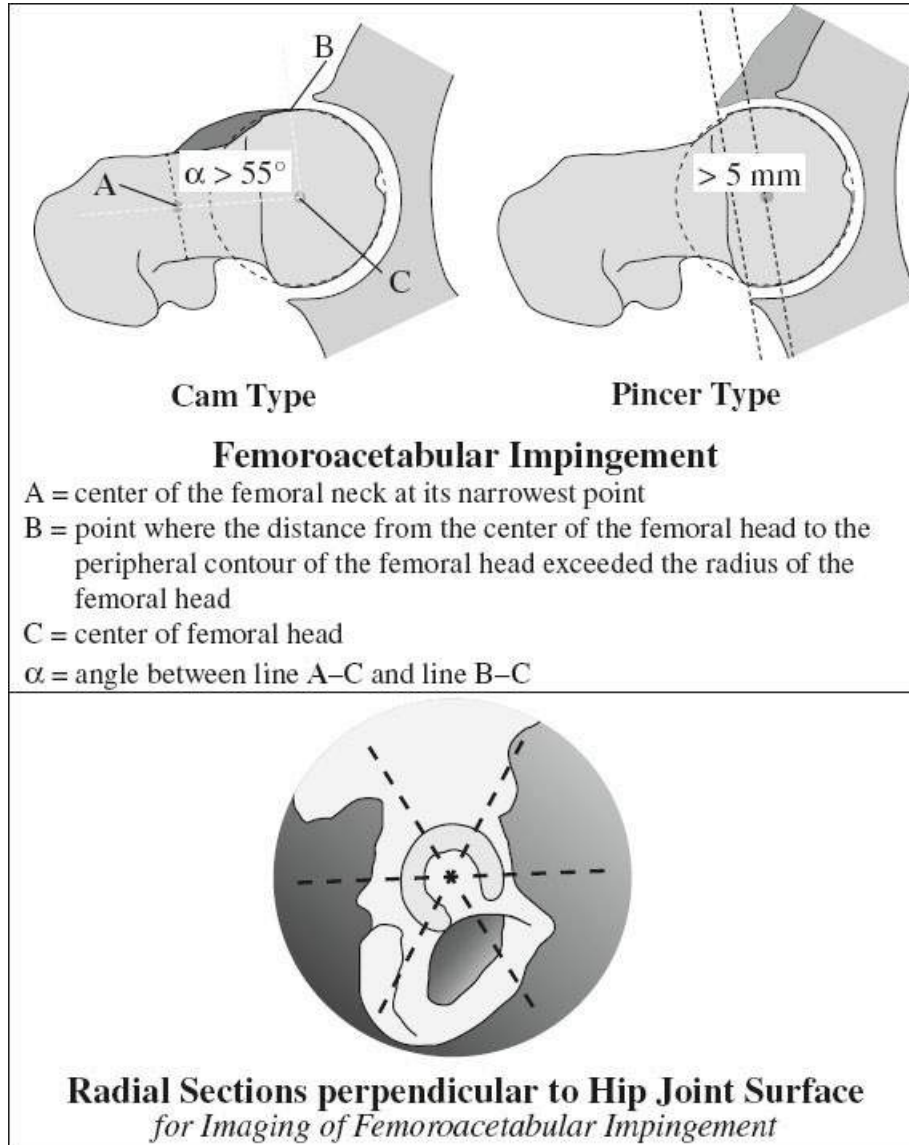 B
A
α > 55°
C
> 5 mm
Cam Type
Pincer Type
Femoroacetabular Impingement
A = center of the femoral neck at its narrowest point
B = point where the distance from the center of the femoral head to the
peripheral contour of the femoral head exceeded the radius of the
femoral head
C = center of femoral head
α = angle between line A–C and line B–C
*
Radial Sections perpendicular to Hip Joint Surface
for Imaging of Femoroacetabular Impingement